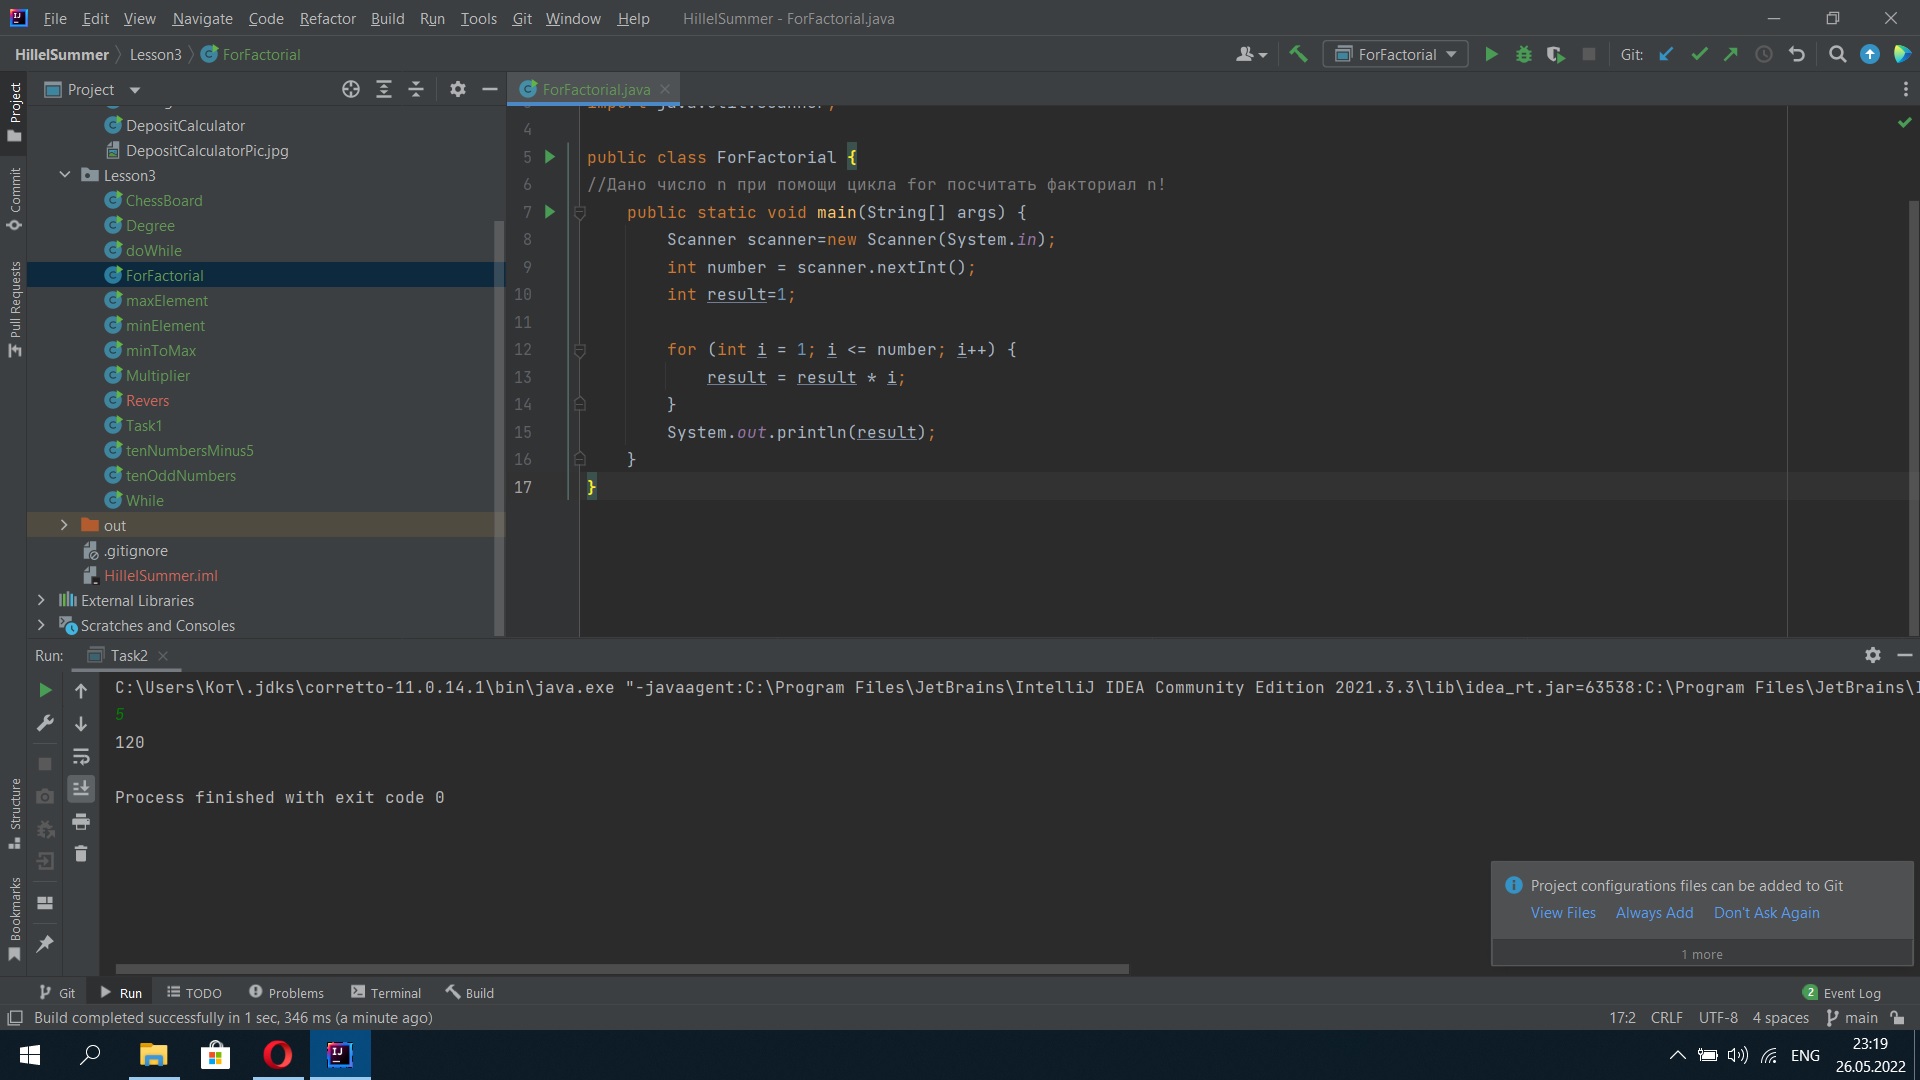 File Edit View Navigate Code Refactor Build Run Tools Git Window Help HillelSummer - ForFactorial.java
HillelSummer Lesson3 ForFactorial ForFactorial Git:
Project
ForFactorial.java
Project
Commit
Pull Requests
Structure
Bookmarks
DepositCalculator
DepositCalculatorPic.jpg
Lesson3
ChessBoard
Degree
doWhile
ForFactorial
maxElement
minElement
minToMax
Multiplier
Revers
Task1
tenNumbersMinus5
tenOddNumbers
While
out
.gitignore
HillelSummer.iml
External Libraries
Scratches and Consoles
4
5 public class ForFactorial {
6 //Дано число n при помощи цикла for посчитать факториал n!
7 public static void main(String[] args) {
8 Scanner scanner=new Scanner(System.in);
9 int number = scanner.nextInt();
10 int result=1;
11
12 for (int i = 1; i <= number; i++) {
13 result = result * i;
14 }
15 System.out.println(result);
16 }
17 }
Run: Task2
C:\Users\Кот\.jdks\corretto-11.0.14.1\bin\java.exe "-javaagent:C:\Program Files\JetBrains\IntelliJ IDEA Community Edition 2021.3.3\lib\idea_rt.jar=63538:C:\Program Files\JetBrains\
5
120
Process finished with exit code 0
Project configurations files can be added to Git
View Files Always Add Don't Ask Again
1 more
Git Run TODO Problems Terminal Build 2 Event Log
Build completed successfully in 1 sec, 346 ms (a minute ago) 17:2 CRLF UTF-8 4 spaces main
ENG
23:19
26.05.2022